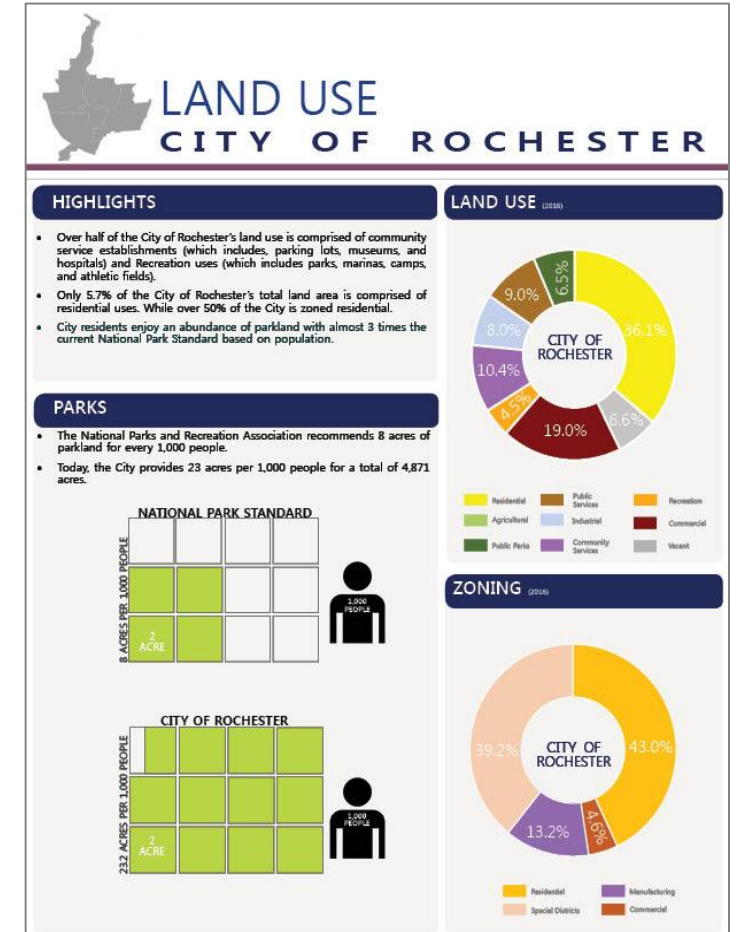 LAND USE
CITY OF ROCHESTER
HIGHLIGHTS
• Over half of the City of Rochester's land use is comprised of community
service establishments (which includes, parking lots, museums, and
hospitals) and Recreation uses (which includes parks, marinas, camps,
and athletic fields).
• Only 5.7% of the City of Rochester's total land area is comprised of
residential uses. While over 50% of the City is zoned residential.
• City residents enjoy an abundance of parkland with almost 3 times the
current National Park Standard based on population.
PARKS
• The National Parks and Recreation Association recommends 8 acres of
parkland for every 1,000 people.
• Today, the City provides 23 acres per 1,000 people for a total of 4,871
acres.
NATIONAL PARK STANDARD
8 ACRES PER 1,000 PEOPLE
2
ACRE
1,000
PEOPLE
CITY OF ROCHESTER
23.2 ACRES PER 1,000 PEOPLE
2
ACRE
1,000
PEOPLE
LAND USE (2016)
6.5%
9.0%
36.1%
8.0%
CITY OF
ROCHESTER
10.4%
4.5%
6.6%
19.0%
Residential
Public
Services
Recreation
Agricultural
Industrial
Commercial
Public Parks
Community
Services
Vacant
ZONING (2016)
39.2%
CITY OF
ROCHESTER
43.0%
13.2%
4.6%
Residential
Manufacturing
Special Districts
Commercial